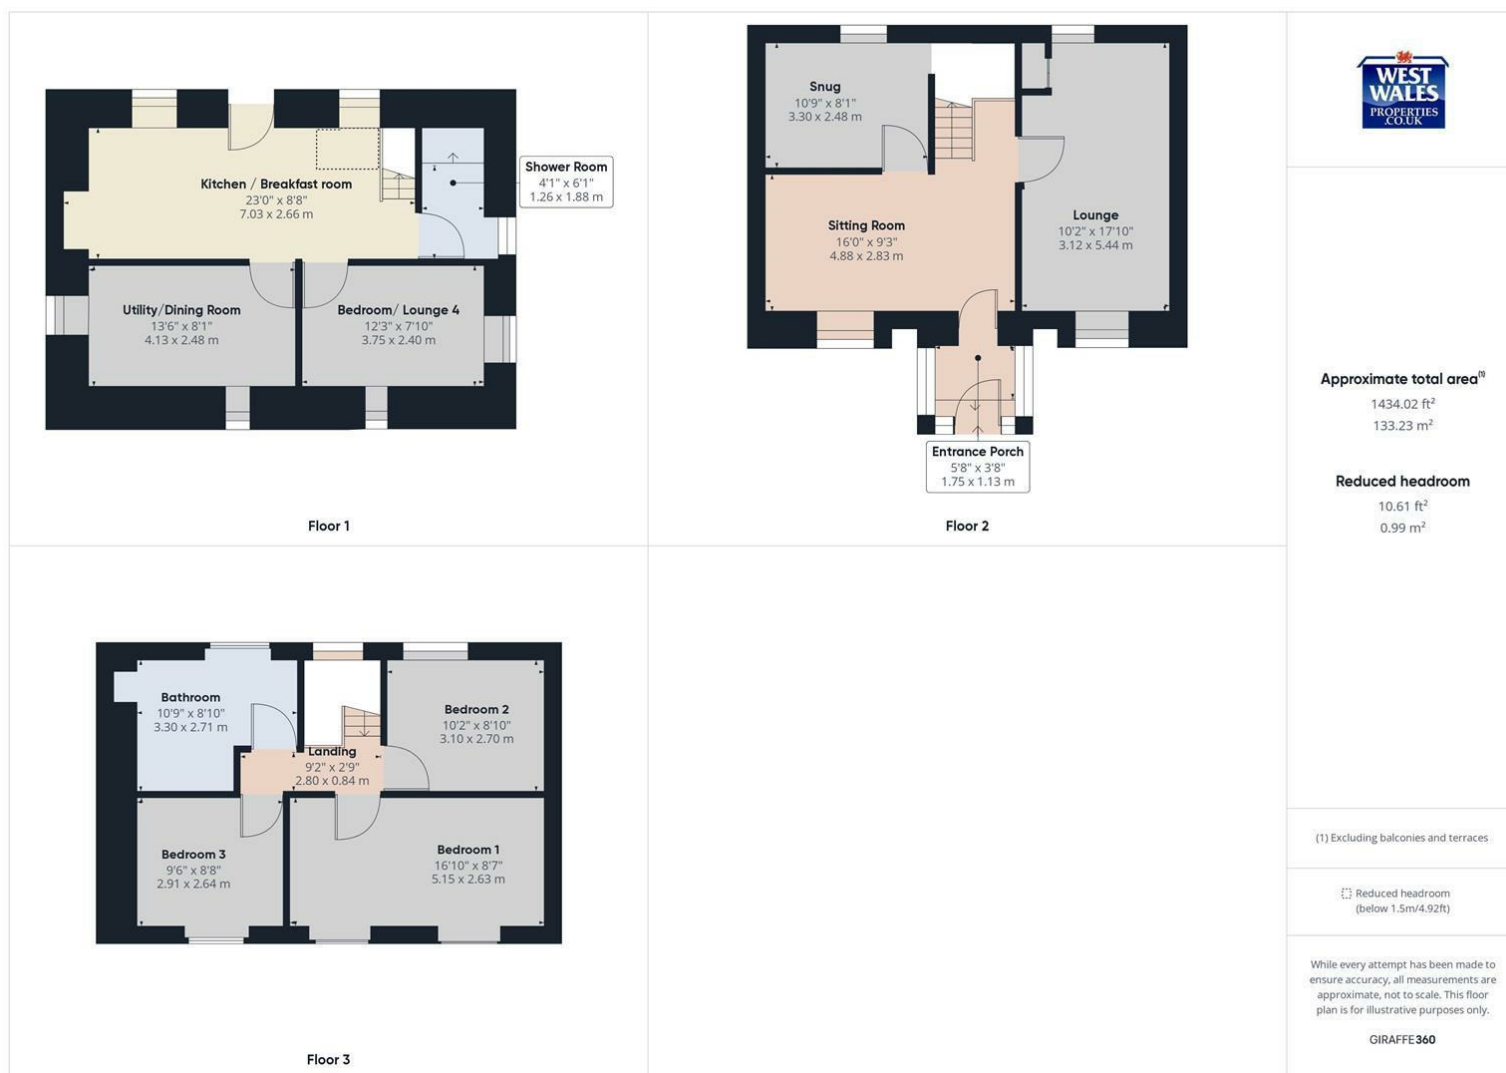 Kitchen / Breakfast room
23'0" x 8'8"
7.03 x 2.66 m
Shower Room
4'1" x 6'1"
1.26 x 1.88 m
Utility/Dining Room
13'6" x 8'1"
4.13 x 2.48 m
Bedroom/ Lounge 4
12'3" x 7'10"
3.75 x 2.40 m
Floor 1
Snug
10'9" x 8'1"
3.30 x 2.48 m
Sitting Room
16'0" x 9'3"
4.88 x 2.83 m
Lounge
10'2" x 17'10"
3.12 x 5.44 m
Entrance Porch
5'8" x 3'8"
1.75 x 1.13 m
Floor 2
Bathroom
10'9" x 8'10"
3.30 x 2.71 m
Landing
9'2" x 2'9"
2.80 x 0.84 m
Bedroom 2
10'2" x 8'10"
3.10 x 2.70 m
Bedroom 3
9'6" x 8'8"
2.91 x 2.64 m
Bedroom 1
16'10" x 8'7"
5.15 x 2.63 m
Floor 3
WEST
WALES
PROPERTIES
.CO.UK
Approximate total area(1)
1434.02 ft²
133.23 m²
Reduced headroom
10.61 ft²
0.99 m²
(1) Excluding balconies and terraces
Reduced headroom
(below 1.5m/4.92ft)
While every attempt has been made to
ensure accuracy, all measurements are
approximate, not to scale. This floor
plan is for illustrative purposes only.
GIRAFFE360